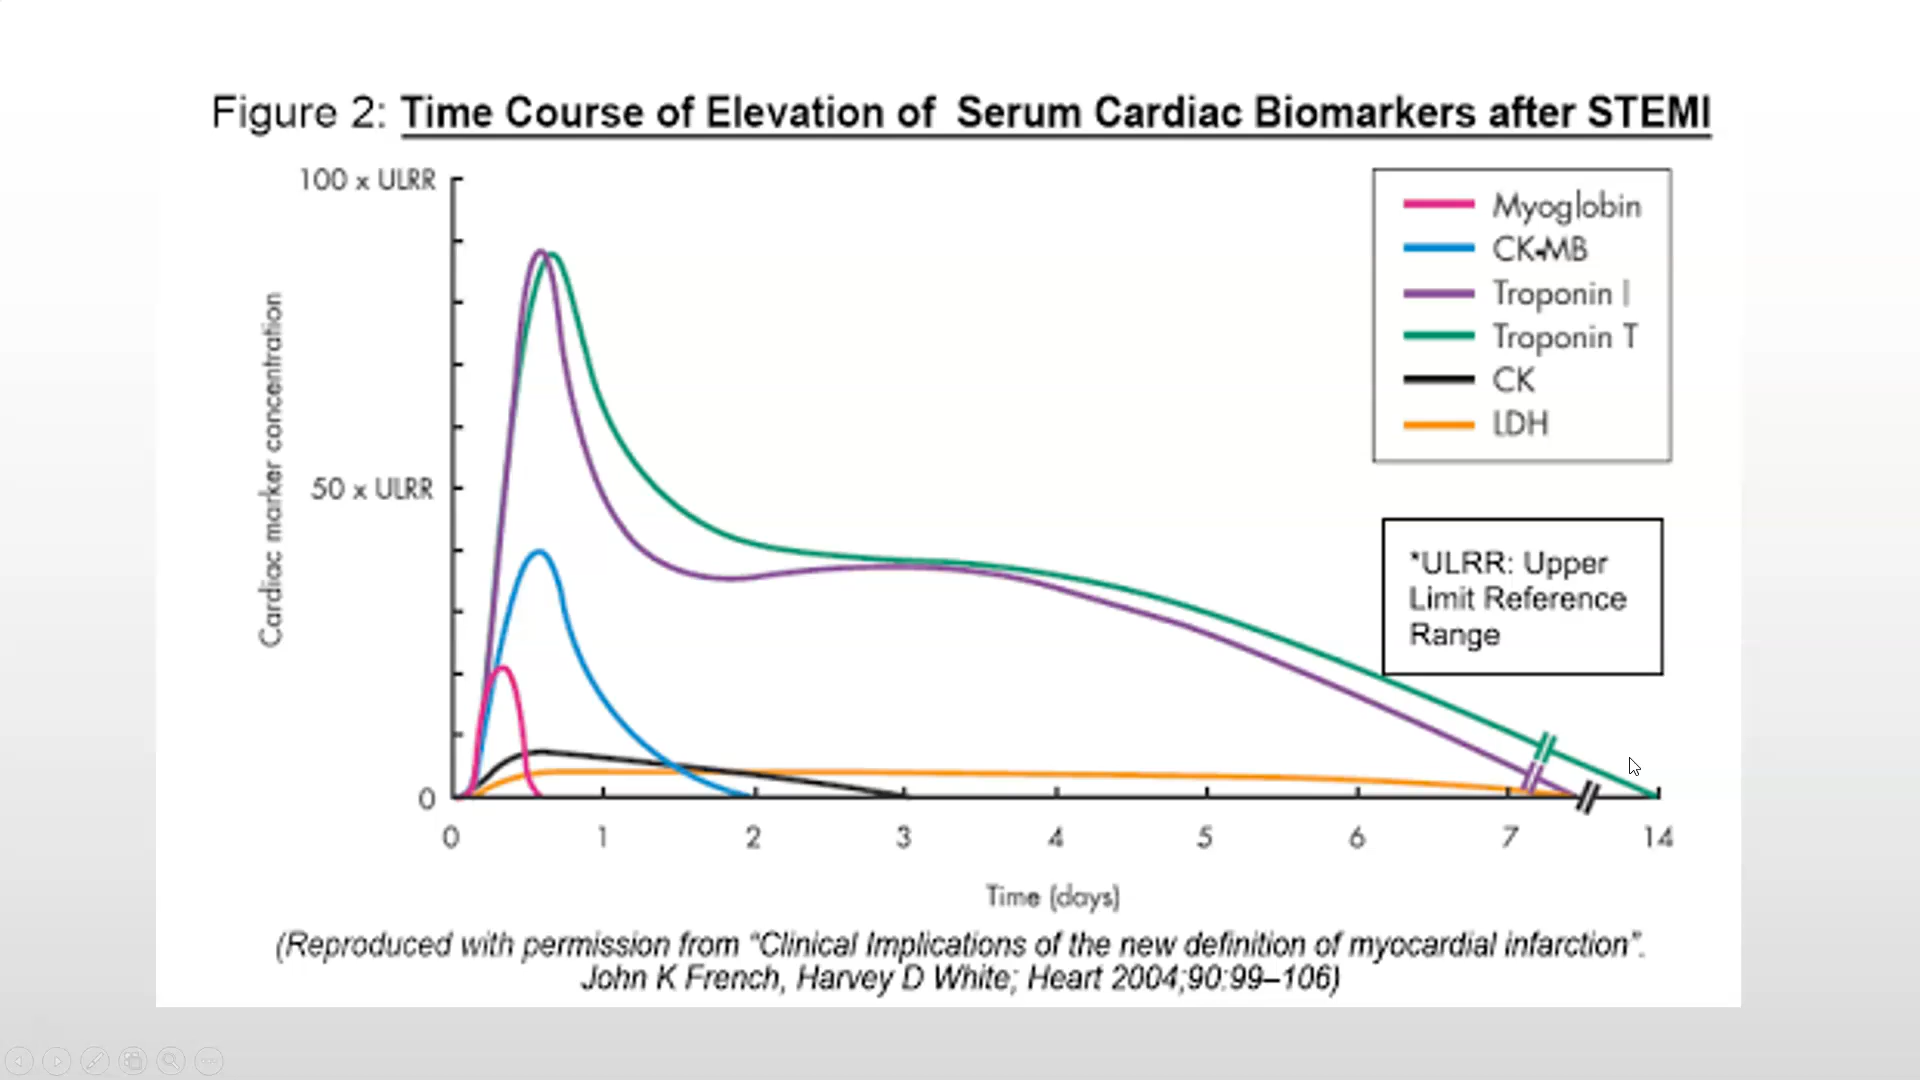 Figure 2: Time Course of Elevation of Serum Cardiac Biomarkers after STEMI
100 x ULRR
50 x ULRR
0
Cardiac marker concentration
Myoglobin
CK-MB
Troponin I
Troponin T
CK
LDH
*ULRR: Upper
Limit Reference
Range
0 1 2 3 4 5 6 7 14
Time (days)
(Reproduced with permission from "Clinical Implications of the new definition of myocardial infarction".
John K French, Harvey D White; Heart 2004;90:99–106)